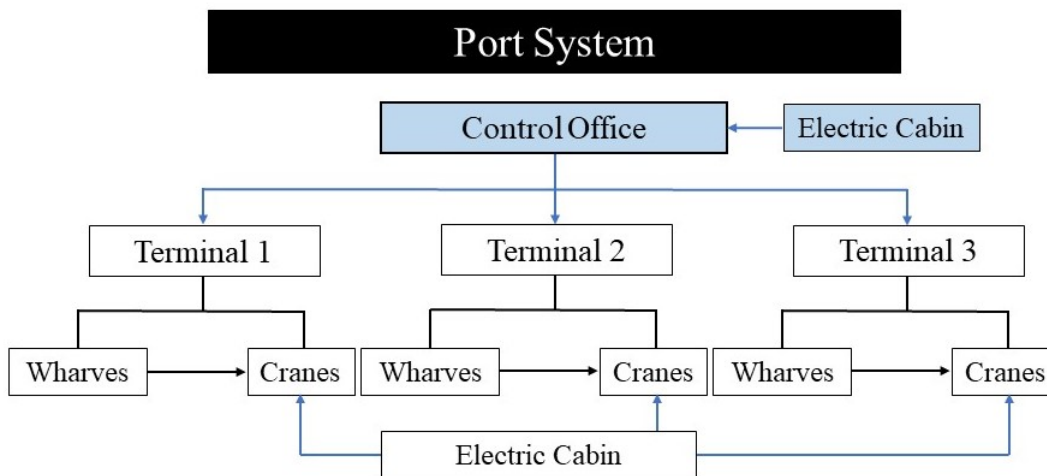 Port System
Control Office
Electric Cabin
Terminal 1
Terminal 2
Terminal 3
Wharves
Cranes
Wharves
Cranes
Wharves
Cranes
Electric Cabin